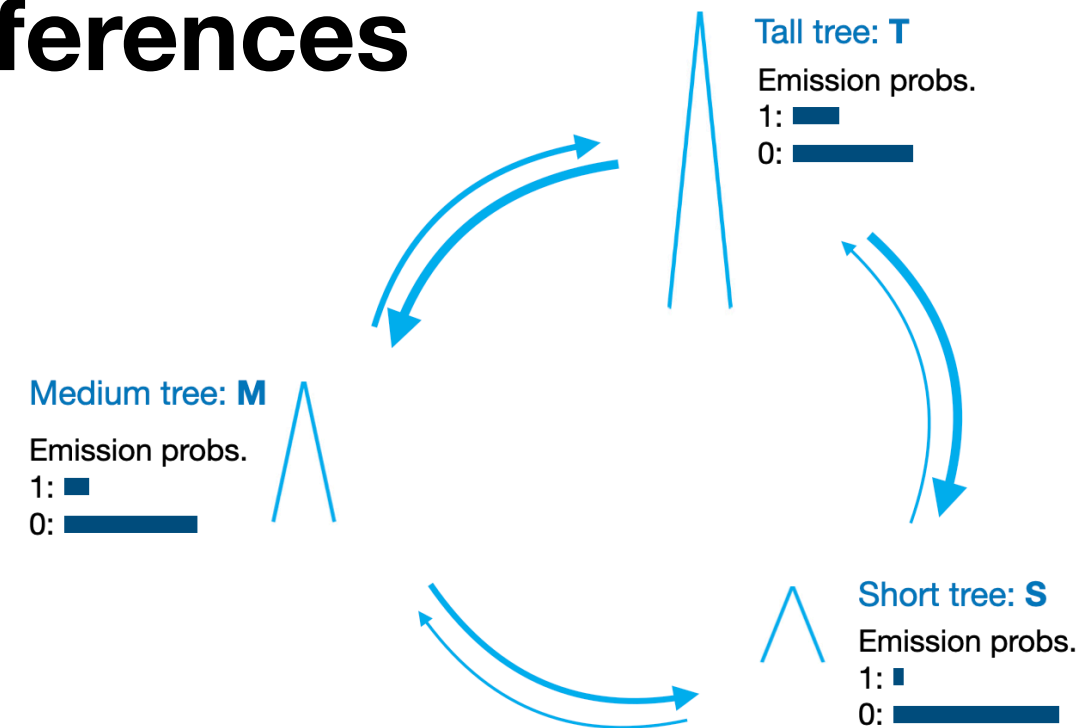 ferences
Tall tree: T
Emission probs.
1:
0:
Medium tree: M
Emission probs.
1:
0:
Short tree: S
Emission probs.
1:
0: